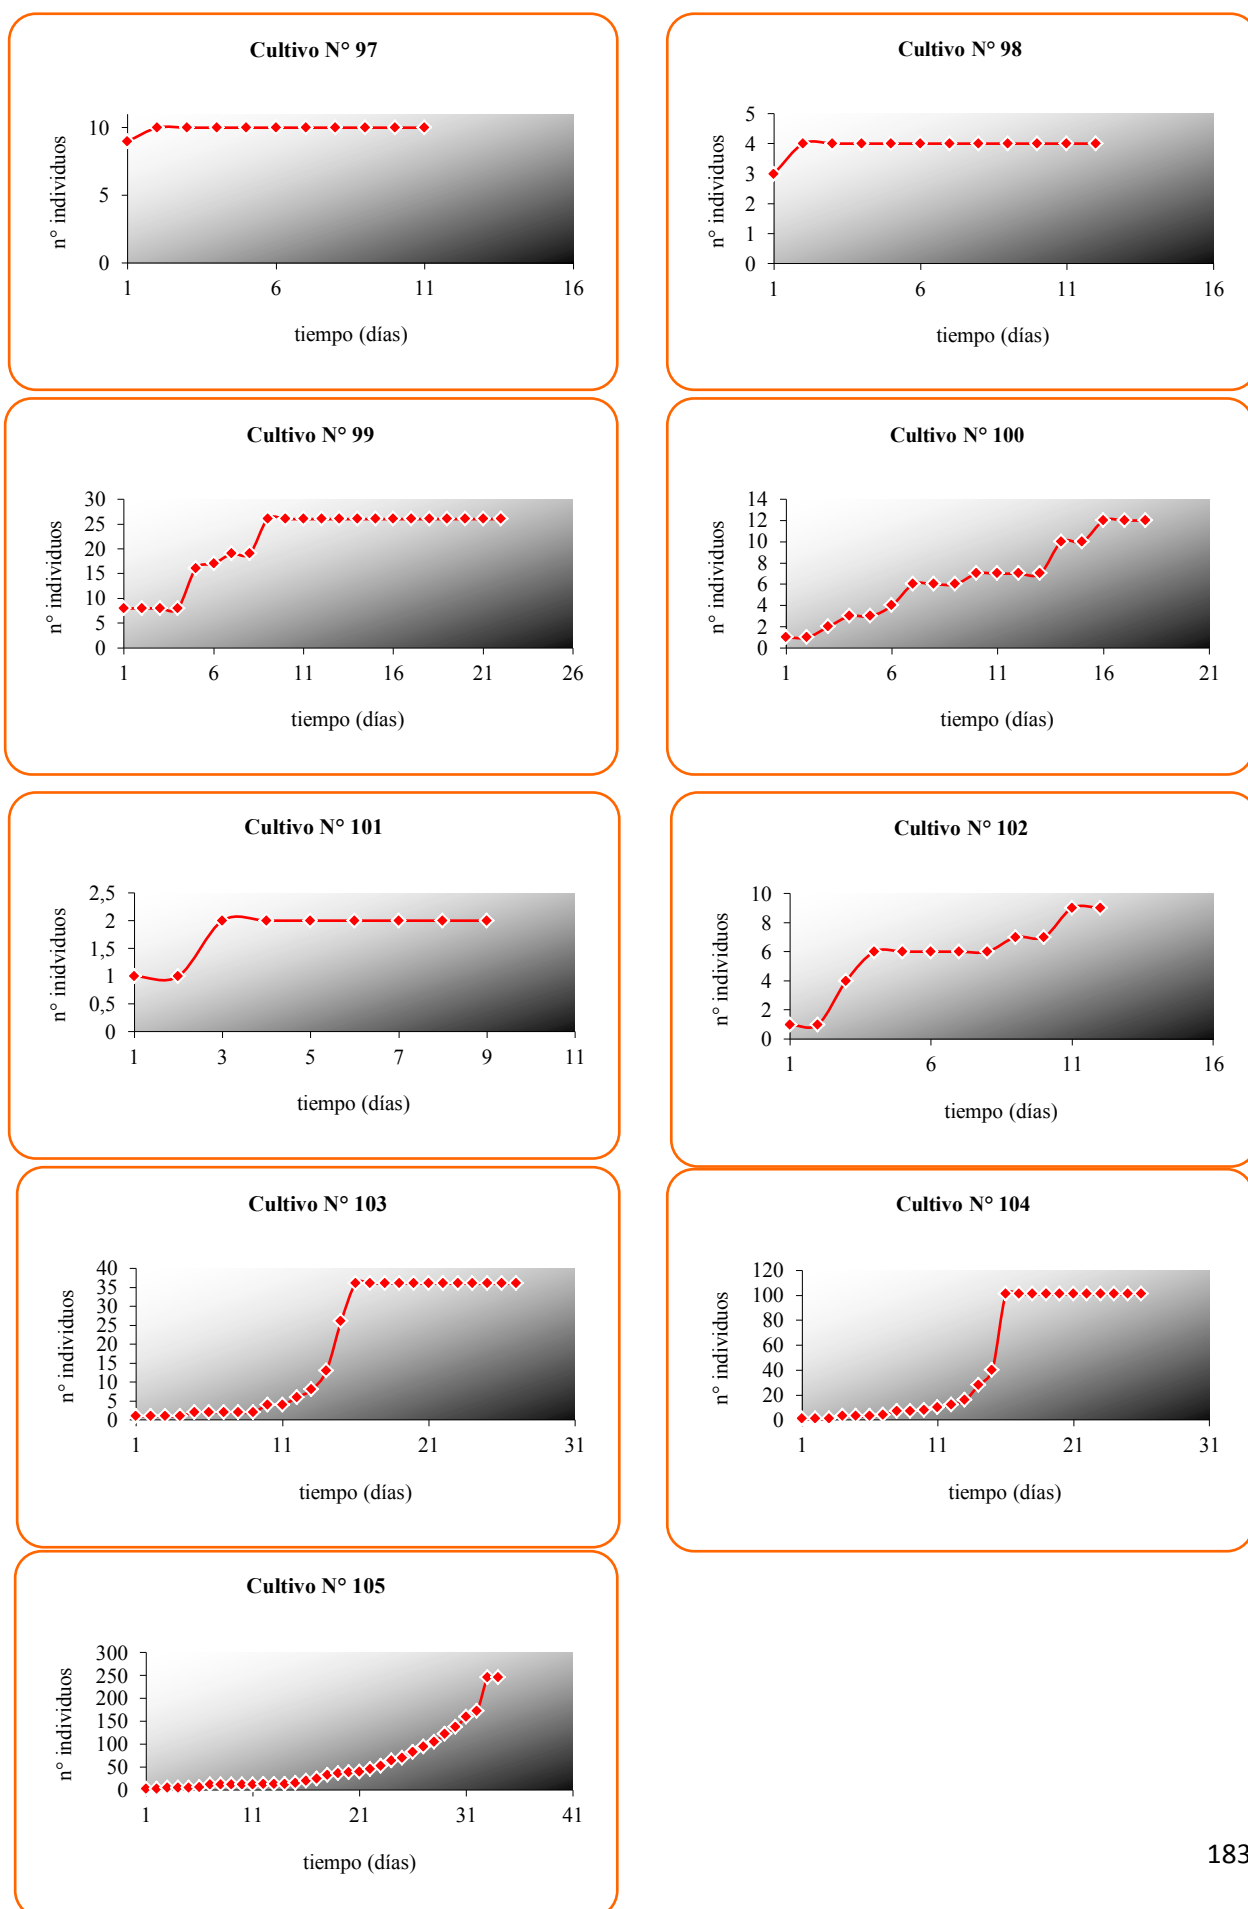 Cultivo N° 97
10
5
0
1 6 11 16
n° individuos
tiempo (días)
Cultivo N° 98
5
4
3
2
1
0
1 6 11 16
n° individuos
tiempo (días)
Cultivo N° 99
30
25
20
15
10
5
0
1 6 11 16 21 26
n° individuos
tiempo (días)
Cultivo N° 100
14
12
10
8
6
4
2
0
1 6 11 16 21
n° individuos
tiempo (días)
Cultivo N° 101
2,5
2
1,5
1
0,5
0
1 3 5 7 9 11
n° inidviduos
tiempo (días)
Cultivo N° 102
10
8
6
4
2
0
1 6 11 16
n° individuos
tiempo (días)
Cultivo N° 103
40
35
30
25
20
15
10
5
0
1 11 21 31
n° individuos
tiempo (días)
Cultivo N° 104
120
100
80
60
40
20
0
1 11 21 31
n° individuos
tiempo (días)
Cultivo N° 105
300
250
200
150
100
50
0
1 11 21 31 41
n° individuos
tiempo (días)
183